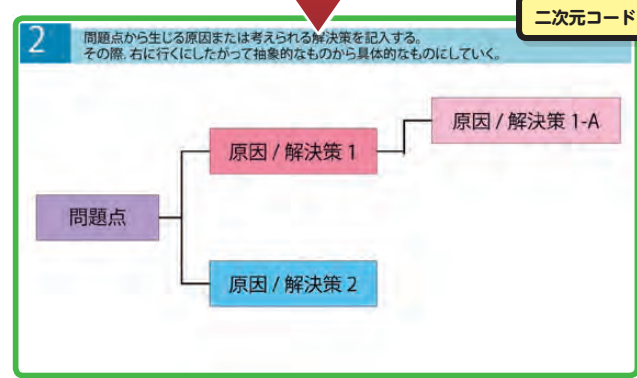 二次元コード
2
問題点から生じる原因または考えられる解決策を記入する。
その際、右に行くにしたがって抽象的なものから具体的なものにしていく。
原因 / 解決策 1-A
原因 / 解決策 1
問題点
原因 / 解決策 2